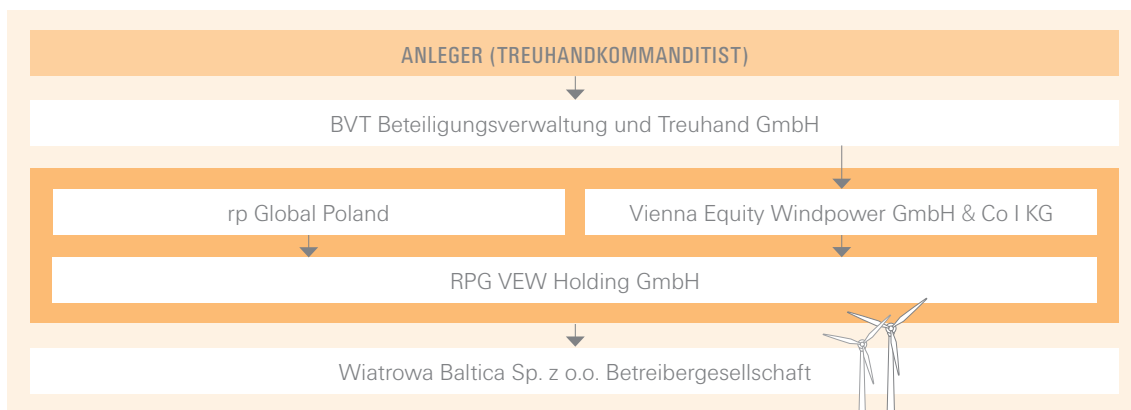 ANLEGER (TREUHANDKOMMANDITIST)
BVT Beteiligungsverwaltung und Treuhand GmbH
rp Global Poland
Vienna Equity Windpower GmbH & Co I KG
RPG VEW Holding GmbH
Wiatrowa Baltica Sp. z o.o. Betreibergesellschaft